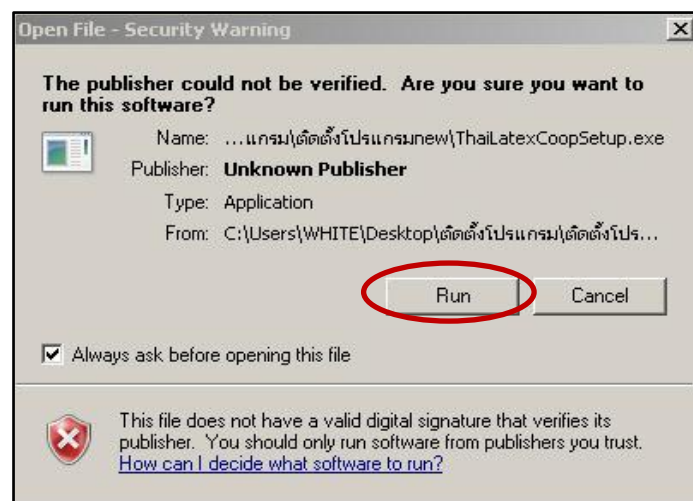 Open File - Security Warning
The publisher could not be verified. Are you sure you want to
run this software?
Name: ...แกรม\ติดตั้งโปรแกรมnew\ThaiLatexCoopSetup.exe
Publisher: Unknown Publisher
Type: Application
From: C:\Users\WHITE\Desktop\ติดตั้งโปรแกรม\ติดตั้งโปร...
Run Cancel
Always ask before opening this file
This file does not have a valid digital signature that verifies its
publisher. You should only run software from publishers you trust.
How can I decide what software to run?